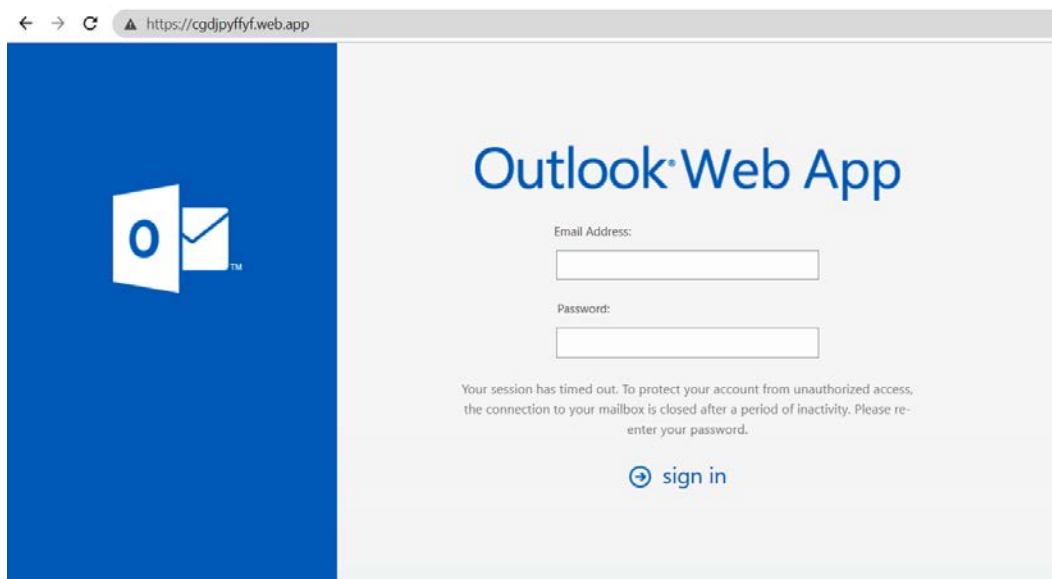 https://cgdjpyffyf.web.app
Outlook® Web App
O
TM
Email Address:
Password:
Your session has timed out. To protect your account from unauthorized access,
the connection to your mailbox is closed after a period of inactivity. Please re-
enter your password.
sign in